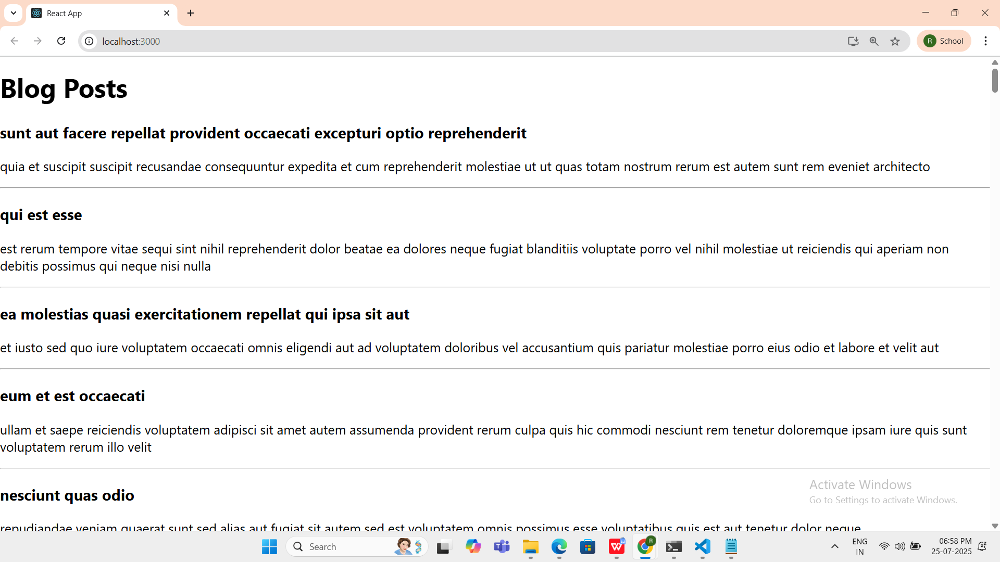 React App
localhost:3000
R School
Blog Posts
sunt aut facere repellat provident occaecati excepturi optio reprehenderit
quia et suscipit suscipit recusandae consequuntur expedita et cum reprehenderit molestiae ut ut quas totam nostrum rerum est autem sunt rem eveniet architecto
qui est esse
est rerum tempore vitae sequi sint nihil reprehenderit dolor beatae ea dolores neque fugiat blanditiis voluptate porro vel nihil molestiae ut reiciendis qui aperiam non
debitis possimus qui neque nisi nulla
ea molestias quasi exercitationem repellat qui ipsa sit aut
et iusto sed quo iure voluptatem occaecati omnis eligendi aut ad voluptatem doloribus vel accusantium quis pariatur molestiae porro eius odio et labore et velit aut
eum et est occaecati
ullam et saepe reiciendis voluptatem adipisci sit amet autem assumenda provident rerum culpa quis hic commodi nesciunt rem tenetur doloremque ipsam iure quis sunt
voluptatem rerum illo velit
nesciunt quas odio
repudiandae veniam quaerat sunt sed alias aut fugiat sit autem sed est voluptatem omnis possimus esse voluptatibus quis est aut tenetur dolor neque
Activate Windows
Go to Settings to activate Windows.
Search
R
ENG
IN
06:58 PM
25-07-2025